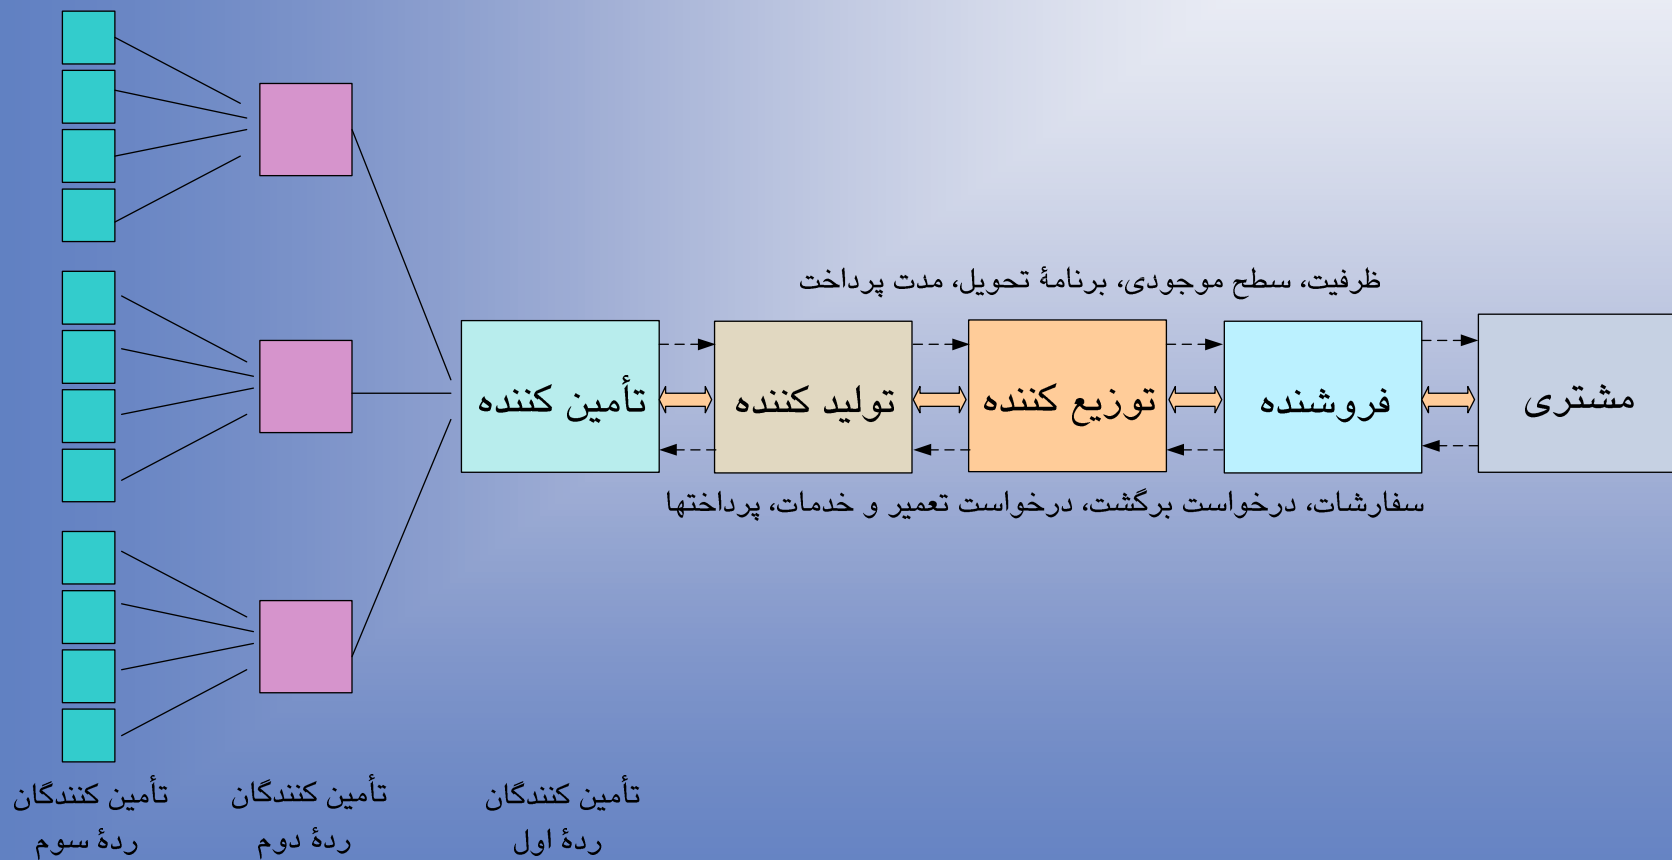 ظرفیت، سطح موجودی، برنامهٔ تحویل، مدت پرداخت
تأمین کننده
تولید کننده
توزیع کننده
فروشنده
مشتری
سفارشات، درخواست برگشت، درخواست تعمیر و خدمات، پرداختها
تأمین کنندگان
ردهٔ سوم
تأمین کنندگان
ردهٔ دوم
تأمین کنندگان
ردهٔ اول